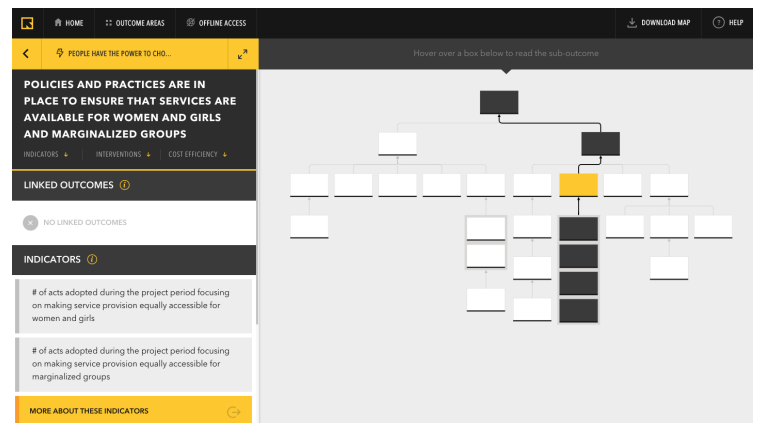 HOME
OUTCOME AREAS
OFFLINE ACCESS
DOWNLOAD MAP
? HELP
PEOPLE HAVE THE POWER TO CHO...
Hover over a box below to read the sub-outcome
POLICIES AND PRACTICES ARE IN
PLACE TO ENSURE THAT SERVICES ARE
AVAILABLE FOR WOMEN AND GIRLS
AND MARGINALIZED GROUPS
INDICATORS
INTERVENTIONS
COST EFFICIENCY
LINKED OUTCOMES i
NO LINKED OUTCOMES
INDICATORS i
# of acts adopted during the project period focusing
on making service provision equally accessible for
women and girls
# of acts adopted during the project period focusing
on making service provision equally accessible for
marginalized groups
MORE ABOUT THESE INDICATORS